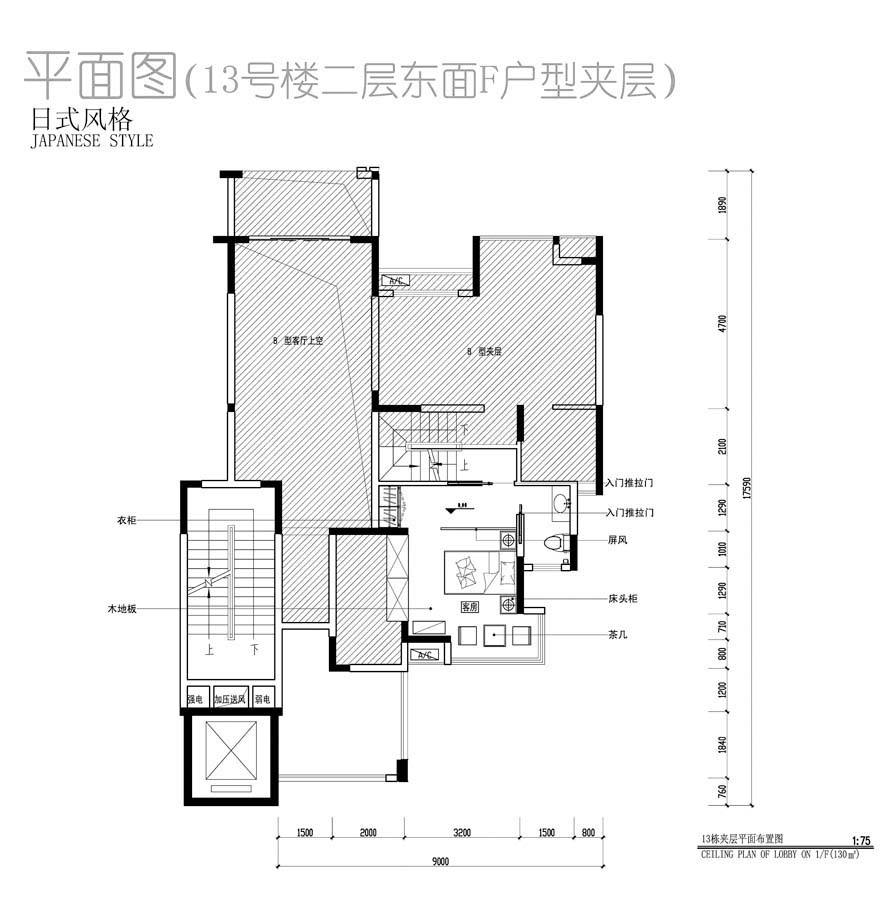 平面图(13号楼二层东面F户型夹层)
日式风格
JAPANESE STYLE
1890
A/C
4700
B 型客厅上空
B 型夹层
17590
下
2100
上
入门推拉门
1290
衣柜
入门推拉门
屏风
1010
1290
木地板
客房
床头柜
710
茶几
上 下
A/C
800
强电
加压送风
弱电
1200
1840
760
1500
2000
3200
1500
800
9000
13栋夹层平面布置图
1:75
CEILING PLAN OF LOBBY ON 1/F(130㎡)